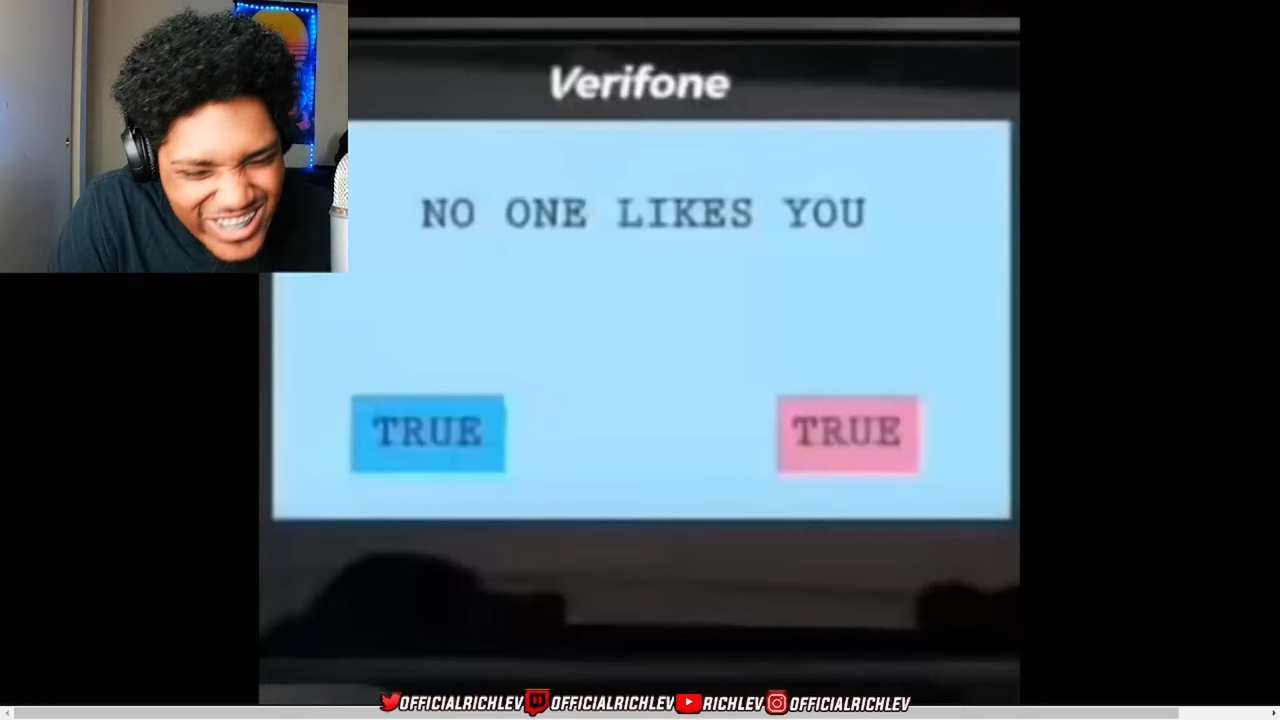 Verifone
NO ONE LIKES YOU
TRUE TRUE
OFFICIALRICHLEV OFFICIALRICHLEV RICHLEV OFFICIALRICHLEV